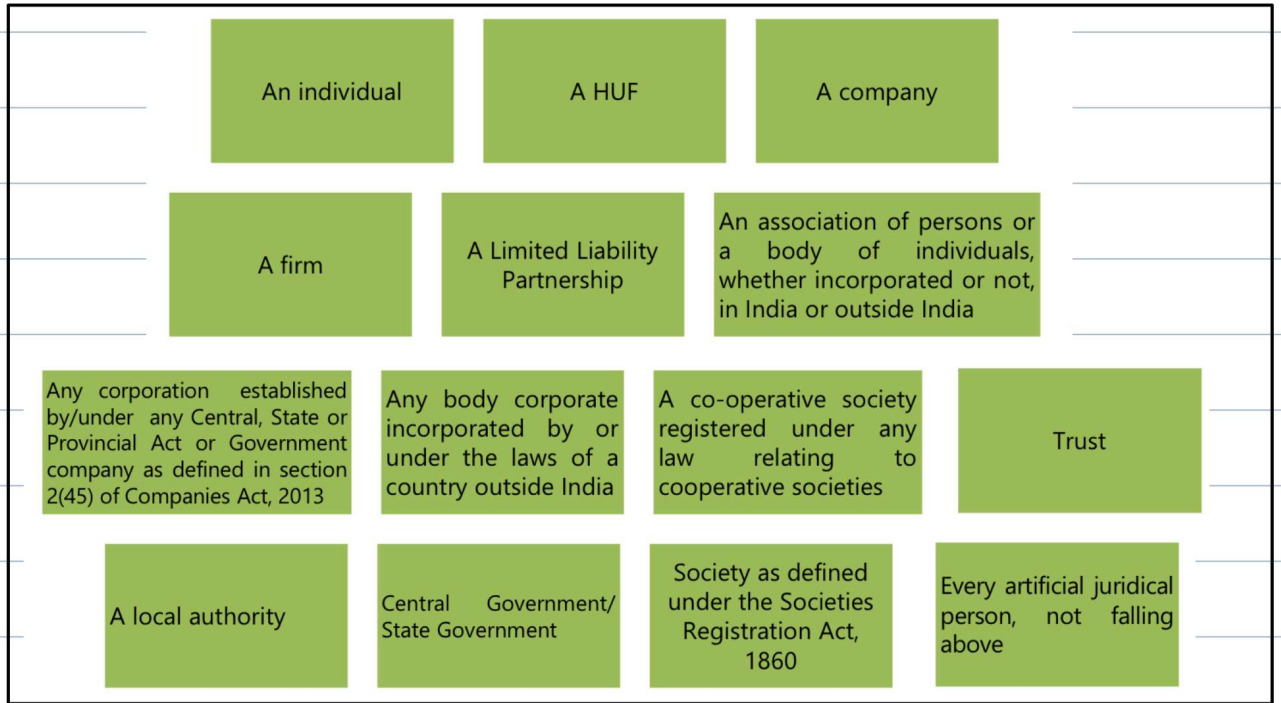 An individual
A HUF
A company
A firm
A Limited Liability
Partnership
An association of persons or
a body of individuals,
whether incorporated or not,
in India or outside India
Any corporation established
by/under any Central, State or
Provincial Act or Government
company as defined in section
2(45) of Companies Act, 2013
Any body corporate
incorporated by or
under the laws of a
country outside India
A co-operative society
registered under any
law relating to
cooperative societies
Trust
A local authority
Central Government/
State Government
Society as defined
under the Societies
Registration Act,
1860
Every artificial juridical
person, not falling
above